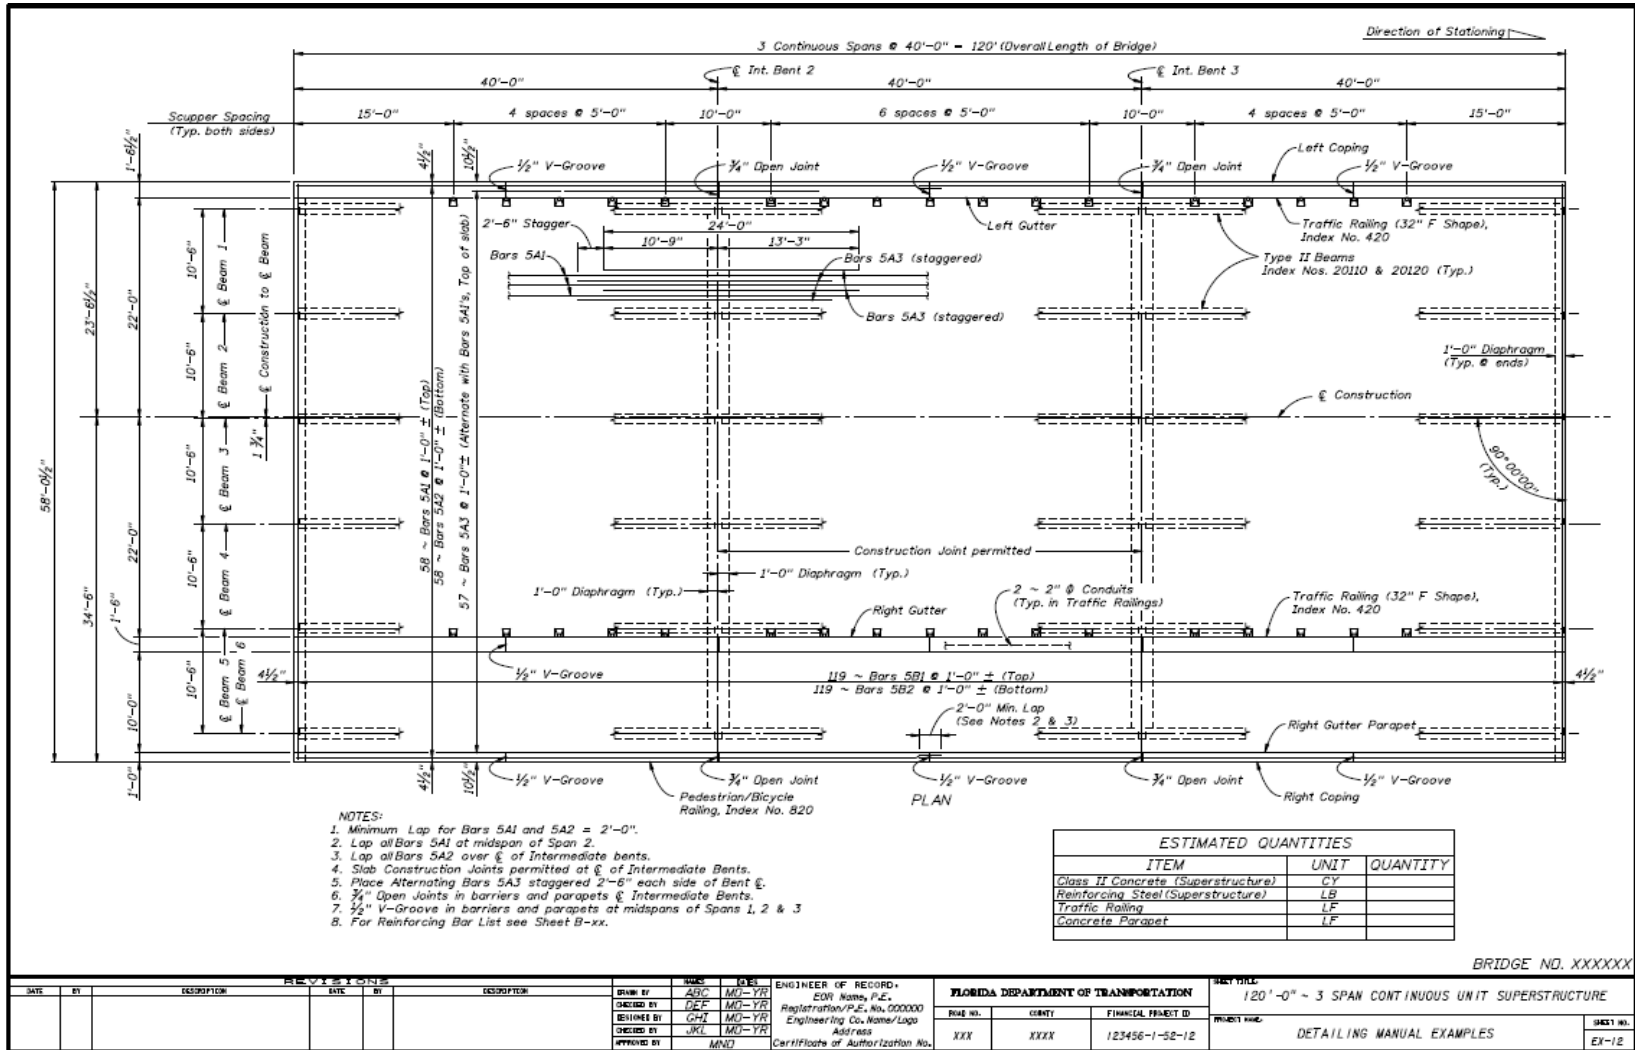 Direction of Stationing
3 Continuous Spans @ 40'-0" = 120' (Overall Length of Bridge)
℄ Int. Bent 2
℄ Int. Bent 3
40'-0"
40'-0"
40'-0"
Scupper Spacing
(Typ. both sides)
15'-0"
4 spaces @ 5'-0"
10'-0"
6 spaces @ 5'-0"
10'-0"
4 spaces @ 5'-0"
15'-0"
1'-6½"
4½"
10½"
½" V-Groove
¾" Open Joint
½" V-Groove
¾" Open Joint
Left Coping
½" V-Groove
2'-6" Stagger
24'-0"
10'-9"
13'-3"
Left Gutter
Traffic Railing (32" F Shape),
Index No. 420
Bars 5A1
Bars 5A3 (staggered)
Type II Beams
Index Nos. 20110 & 20120 (Typ.)
Bars 5A3 (staggered)
1'-0" Diaphragm
(Typ. @ ends)
℄ Construction
90°00'00"
(Typ.)
58'-0½"
23'-6½"
34'-6"
22'-0"
22'-0"
1'-6"
10'-0"
1'-0"
10'-6"
10'-6"
10'-6"
10'-6"
10'-6"
℄ Beam 1
℄ Beam 2
℄ Beam 3
℄ Beam 4
℄ Beam 5
℄ Beam 6
℄ Construction to ℄ Beam
1¾"
58 ~ Bars 5A1 @ 1'-0" ± (Top)
58 ~ Bars 5A2 @ 1'-0" ± (Bottom)
57 ~ Bars 5A3 @ 1'-0"± (Alternate with Bars 5A1's, Top of slab)
Construction Joint permitted
1'-0" Diaphragm (Typ.)
1'-0" Diaphragm (Typ.)
2 ~ 2" Φ Conduits
(Typ. in Traffic Railings)
Right Gutter
Traffic Railing (32" F Shape),
Index No. 420
4½"
½" V-Groove
119 ~ Bars 5B1 @ 1'-0" ± (Top)
119 ~ Bars 5B2 @ 1'-0" ± (Bottom)
4½"
2'-0" Min. Lap
(See Notes 2 & 3)
Right Gutter Parapet
4½"
10½"
½" V-Groove
¾" Open Joint
½" V-Groove
¾" Open Joint
½" V-Groove
Pedestrian/Bicycle
Railing, Index No. 820
PLAN
Right Coping
NOTES:
1. Minimum Lap for Bars 5A1 and 5A2 = 2'-0".
2. Lap all Bars 5A1 at midspan of Span 2.
3. Lap all Bars 5A2 over ℄ of Intermediate bents.
4. Slab Construction Joints permitted at ℄ of Intermediate Bents.
5. Place Alternating Bars 5A3 staggered 2'-6" each side of Bent ℄.
6. ¾" Open Joints in barriers and parapets ℄ Intermediate Bents.
7. ½" V-Groove in barriers and parapets at midspans of Spans 1, 2 & 3
8. For Reinforcing Bar List see Sheet B-xx.
ESTIMATED QUANTITIES
ITEM UNIT QUANTITY
Class II Concrete (Superstructure) CY
Reinforcing Steel (Superstructure) LB
Traffic Railing LF
Concrete Parapet LF
BRIDGE NO. XXXXXX
REVISIONS
DATE BY DESCRIPTION DATE BY DESCRIPTION
NAMES DATES
DRAWN BY ABC MO-YR
CHECKED BY DEF MO-YR
DESIGNED BY GHI MO-YR
CHECKED BY JKL MO-YR
APPROVED BY MNO
ENGINEER OF RECORD:
EOR Name, P.E.
Registration/P.E. No. 000000
Engineering Co. Name/Logo
Address
Certificate of Authorization No.
FLORIDA DEPARTMENT OF TRANSPORTATION
ROAD NO. COUNTY FINANCIAL PROJECT ID
XXX XXXX 123456-1-52-12
SHEET TITLE:
120'-0" ~ 3 SPAN CONTINUOUS UNIT SUPERSTRUCTURE
PROJECT NAME:
DETAILING MANUAL EXAMPLES
SHEET NO.
EX-12